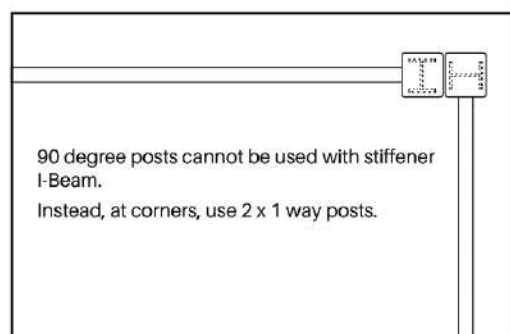 90 degree posts cannot be used with stiffener
I-Beam.
Instead, at corners, use 2 x 1 way posts.